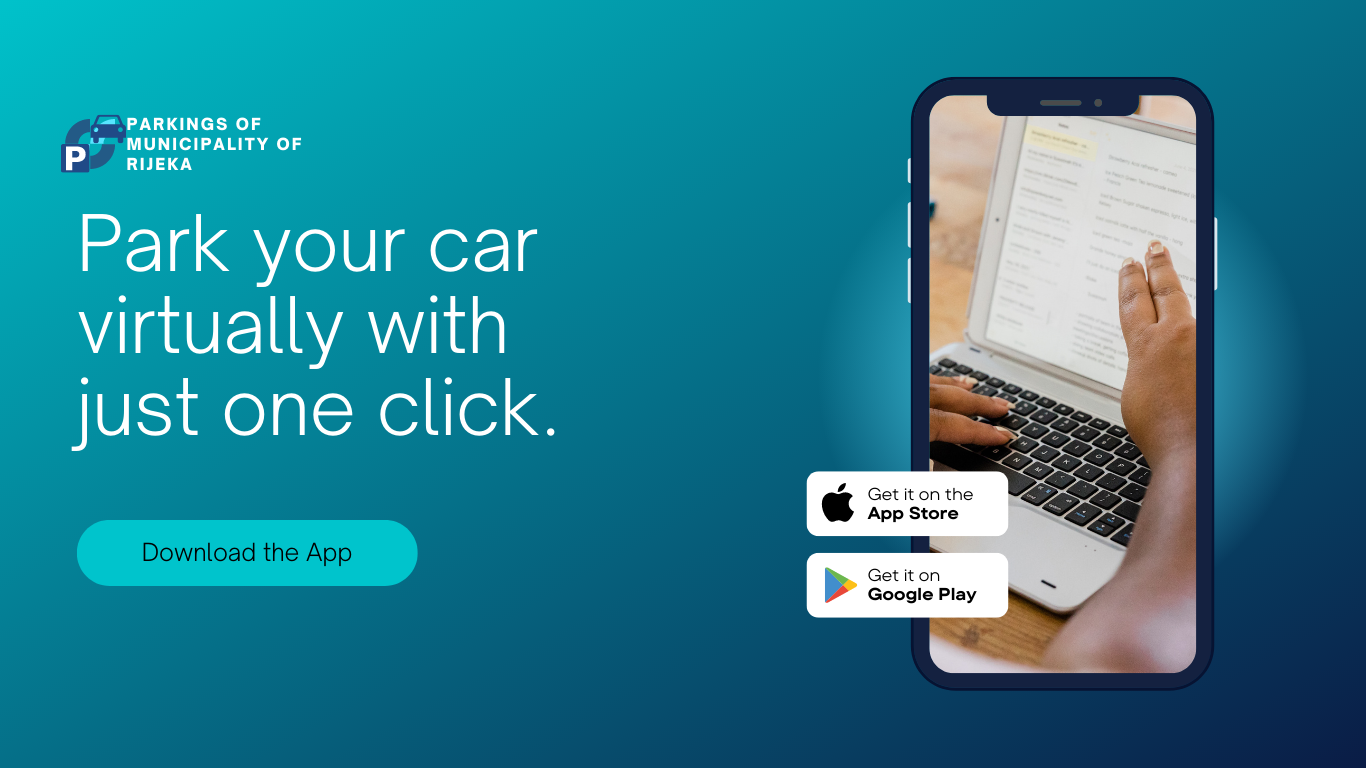 PARKINGS OF
MUNICIPALITY OF
RIJEKA
P
Park your car
virtually with
just one click.
Download the App
Get it on the
App Store
Get it on
Google Play